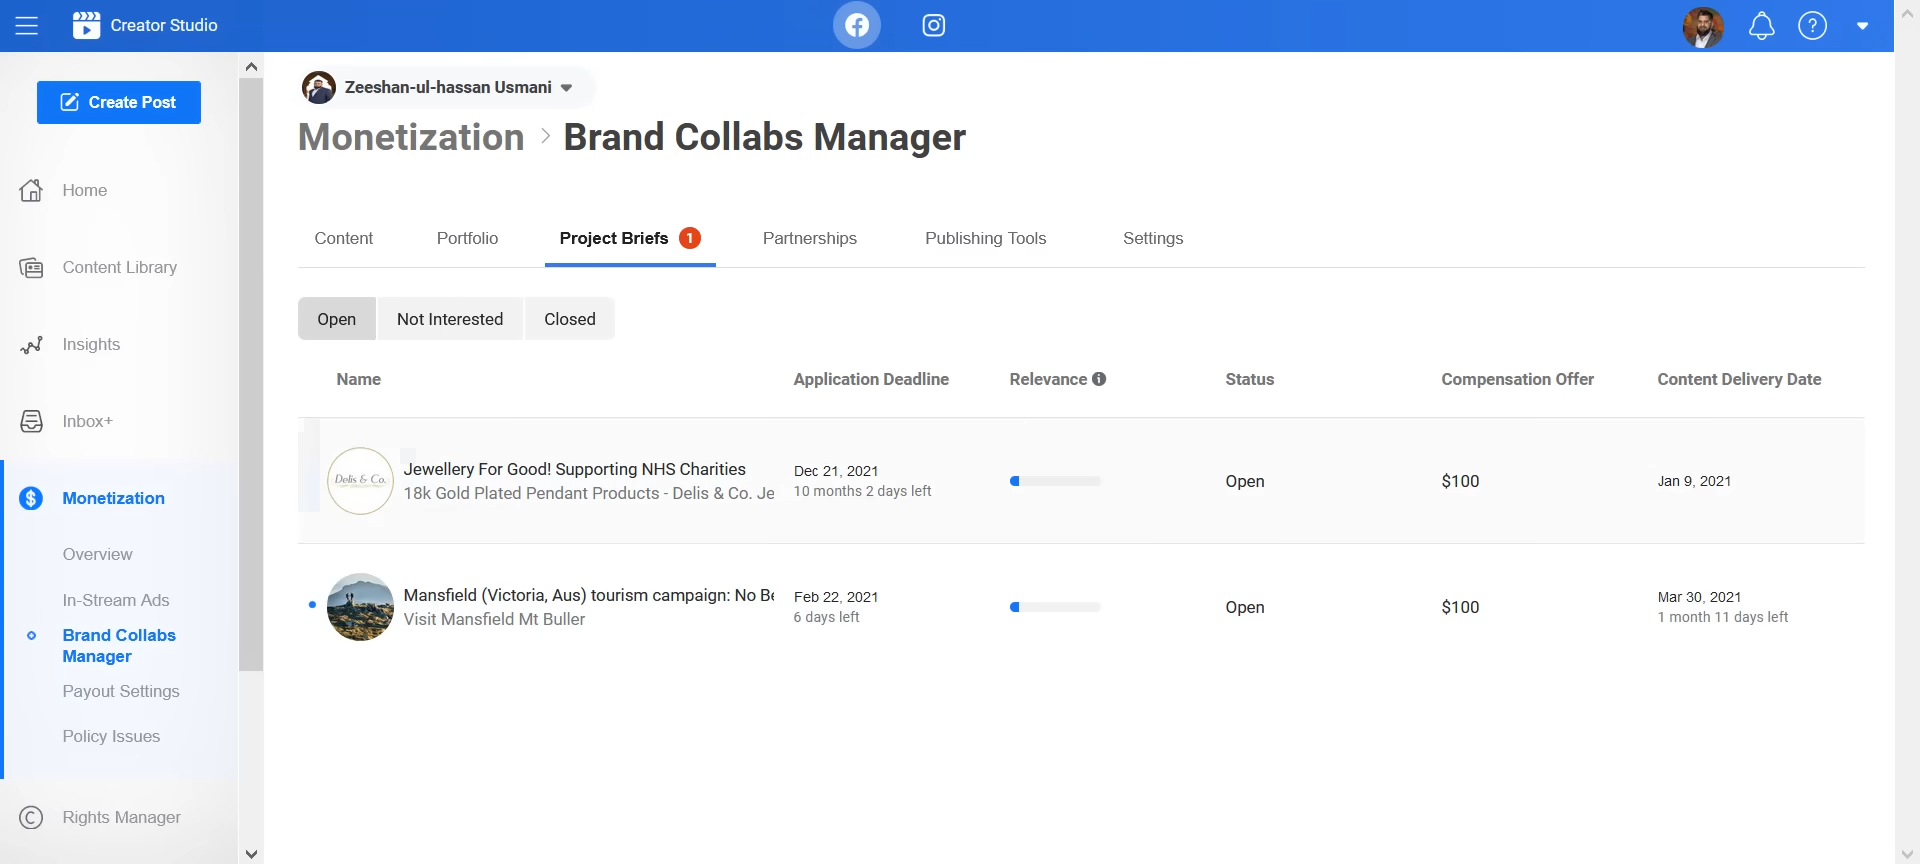 Creator Studio
Create Post
Zeeshan-ul-hassan Usmani
Monetization > Brand Collabs Manager
Home
Content Library
Insights
Inbox+
Monetization
Overview
In-Stream Ads
Brand Collabs
Manager
Payout Settings
Policy Issues
Rights Manager
Content Portfolio Project Briefs 1 Partnerships Publishing Tools Settings
Open Not Interested Closed
Name Application Deadline Relevance Status Compensation Offer Content Delivery Date
Delis & Co.
Jewellery For Good! Supporting NHS Charities
18k Gold Plated Pendant Products - Delis & Co. Je
Dec 21, 2021
10 months 2 days left
Open
$100
Jan 9, 2021
Mansfield (Victoria, Aus) tourism campaign: No Be
Visit Mansfield Mt Buller
Feb 22, 2021
6 days left
Open
$100
Mar 30, 2021
1 month 11 days left